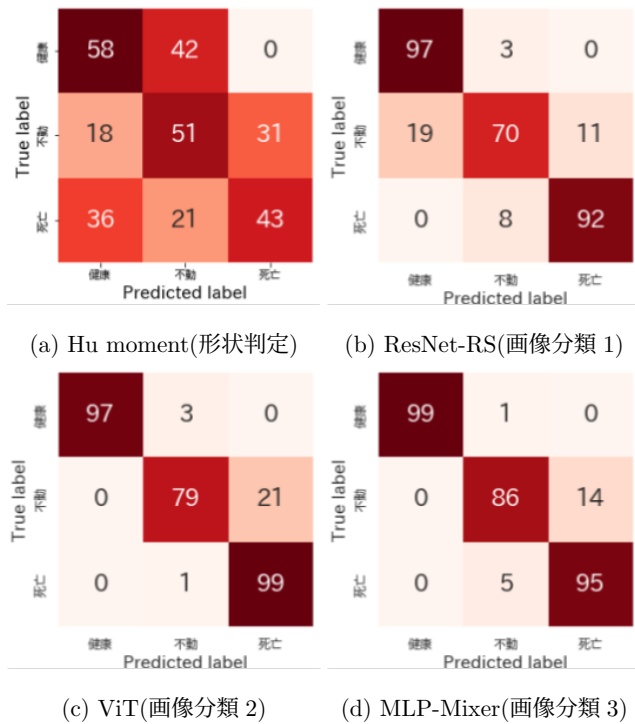 健康 58 42 0
True label
不動 18 51 31
死亡 36 21 43
健康 不動 死亡
Predicted label
(a) Hu moment(形状判定)
健康 97 3 0
True label
不動 19 70 11
死亡 0 8 92
健康 不動 死亡
Predicted label
(b) ResNet-RS(画像分類 1)
健康 97 3 0
True label
不動 0 79 21
死亡 0 1 99
健康 不動 死亡
Predicted label
(c) ViT(画像分類 2)
健康 99 1 0
True label
不動 0 86 14
死亡 0 5 95
健康 不動 死亡
Predicted label
(d) MLP-Mixer(画像分類 3)